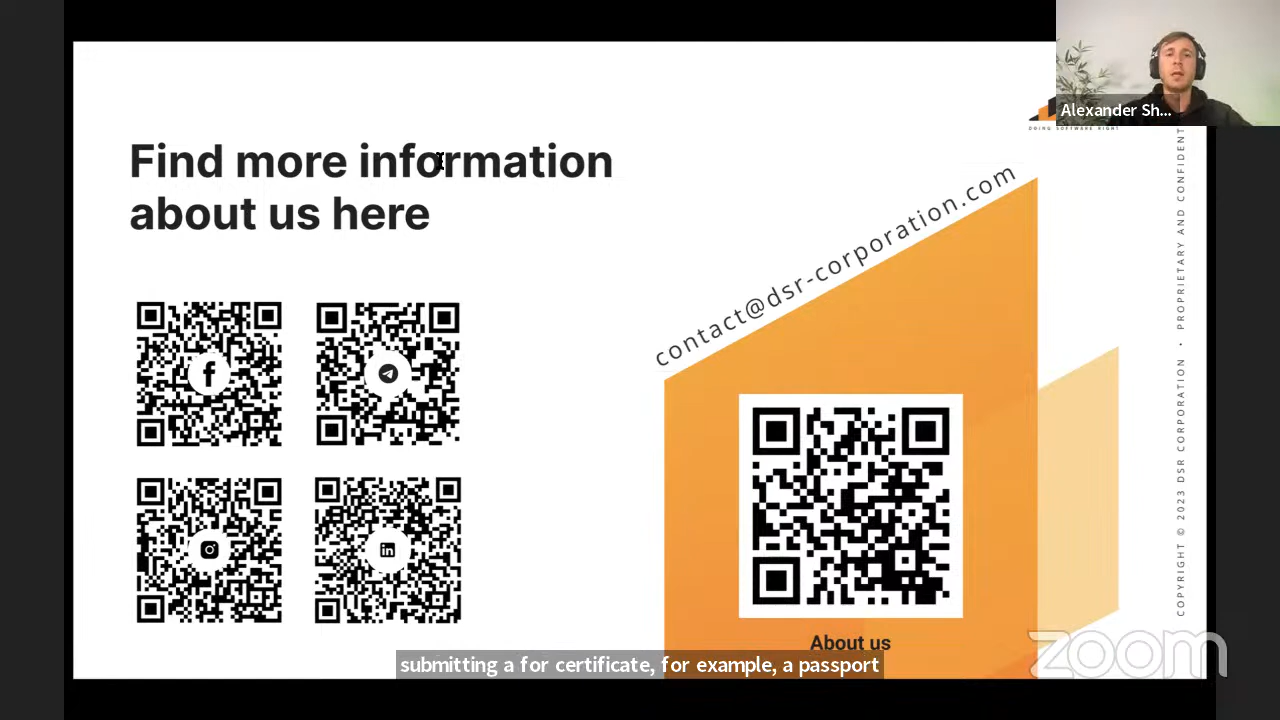 Alexander Sh...
DOING SOFTWARE RIGHT
Find more information
about us here
contact@dsr-corporation.com
COPYRIGHT © 2023 DSR CORPORATION • PROPRIETARY AND CONFIDENT
f
in
About us
submitting a for certificate, for example, a passport
zoom